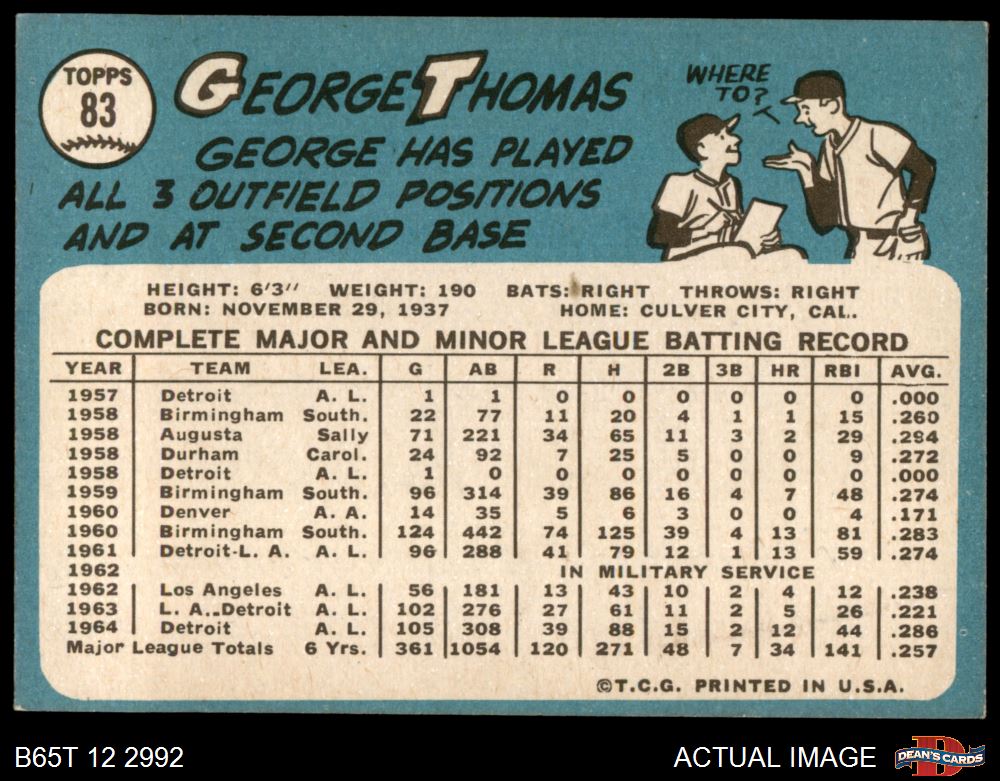 TOPPS
83
GEORGE THOMAS
GEORGE HAS PLAYED
ALL 3 OUTFIELD POSITIONS
AND AT SECOND BASE
WHERE
TO?
HEIGHT: 6'3" WEIGHT: 190 BATS: RIGHT THROWS: RIGHT
BORN: NOVEMBER 29, 1937 HOME: CULVER CITY, CAL.
COMPLETE MAJOR AND MINOR LEAGUE BATTING RECORD
YEAR TEAM LEA. G AB R H 2B 3B HR RBI AVG.
1957 Detroit A. L. 1 1 0 0 0 0 0 0 .000
1958 Birmingham South. 22 77 11 20 4 1 1 15 .260
1958 Augusta Sally 71 221 34 65 11 3 2 29 .294
1958 Durham Carol. 24 92 7 25 5 0 0 9 .272
1958 Detroit A. L. 1 0 0 0 0 0 0 0 .000
1959 Birmingham South. 96 314 39 86 16 4 7 48 .274
1960 Denver A. A. 14 35 5 6 3 0 0 4 .171
1960 Birmingham South. 124 442 74 125 39 4 13 81 .283
1961 Detroit-L. A. A. L. 96 288 41 79 12 1 13 59 .274
1962 IN MILITARY SERVICE
1962 Los Angeles A. L. 56 181 13 43 10 2 4 12 .238
1963 L. A.-Detroit A. L. 102 276 27 61 11 2 5 26 .221
1964 Detroit A. L. 105 308 39 88 15 2 12 44 .286
Major League Totals 6 Yrs. 361 1054 120 271 48 7 34 141 .257
©T.C.G. PRINTED IN U.S.A.
B65T 12 2992 ACTUAL IMAGE DEAN'S CARDS